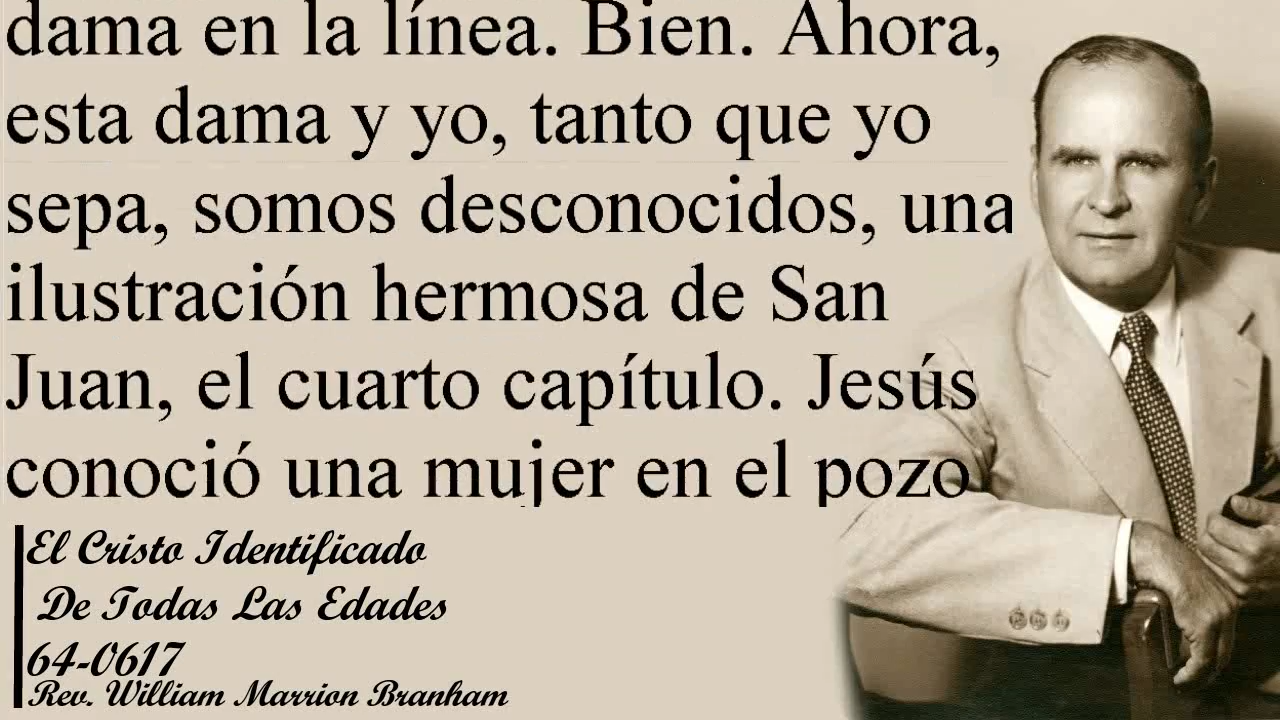 dama en la línea. Bien. Ahora,
esta dama y yo, tanto que yo
sepa, somos desconocidos, una
ilustración hermosa de San
Juan, el cuarto capítulo. Jesús
conoció una mujer en el pozo
El Cristo Identificado
De Todas Las Edades
64-0617
Rev. William Marrion Branham